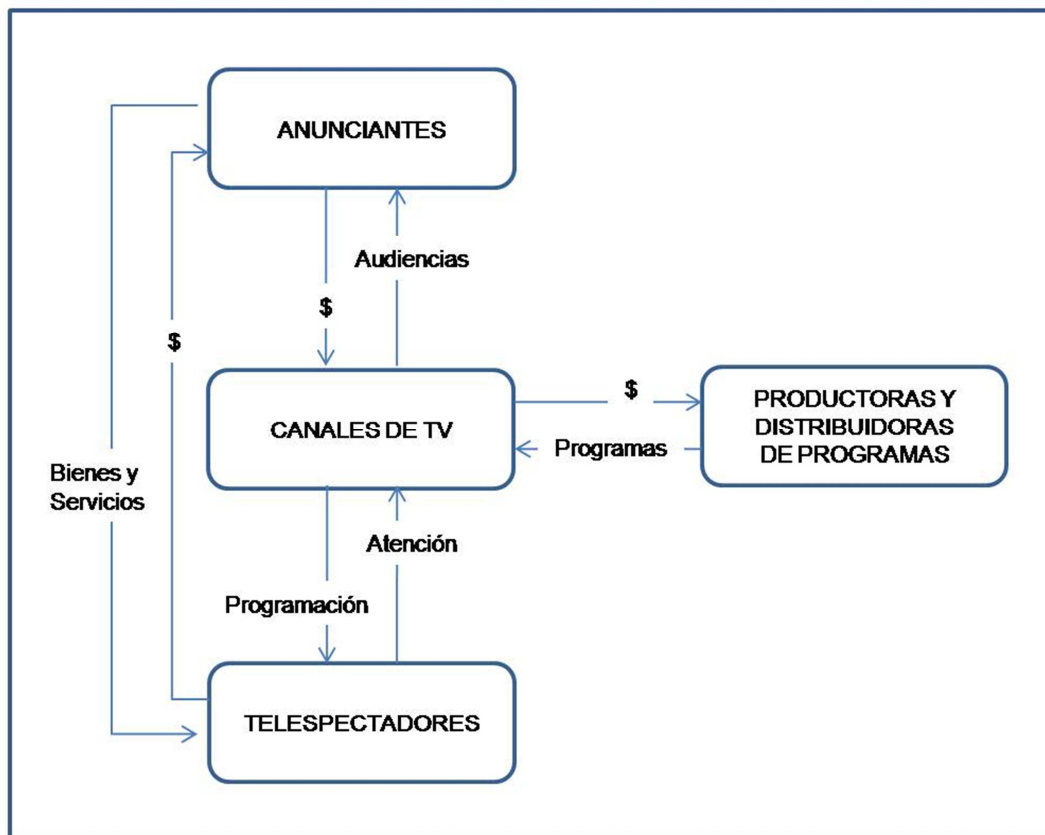 ANUNCIANTES
Audiencias
$
$
CANALES DE TV
$
Programas
PRODUCTORAS Y
DISTRIBUIDORAS
DE PROGRAMAS
Bienes y
Servicios
Atención
Programación
TELESPECTADORES